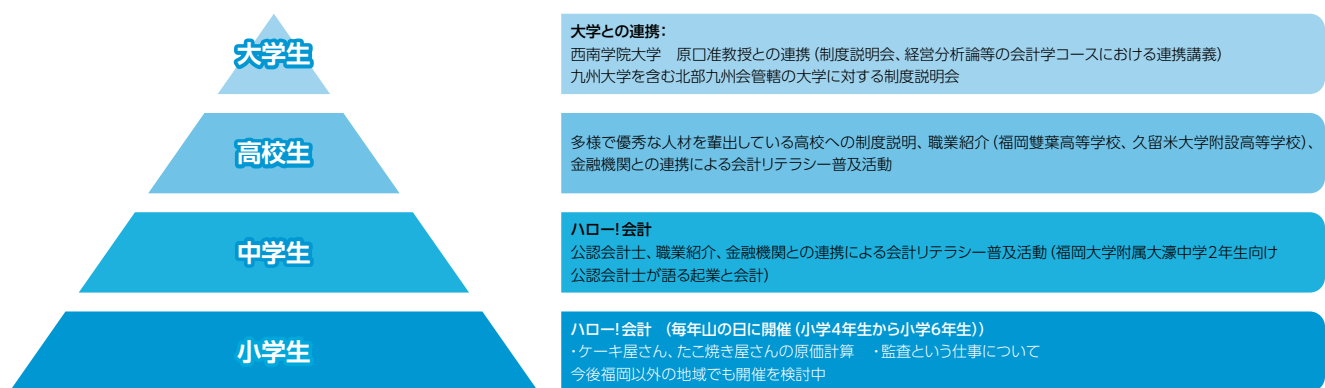 大学生
大学との連携：
西南学院大学　原口准教授との連携（制度説明会、経営分析論等の会計学コースにおける連携講義）
九州大学を含む北部九州会管轄の大学に対する制度説明会
高校生
多様で優秀な人材を輩出している高校への制度説明、職業紹介（福岡雙葉高等学校、久留米大学附設高等学校）、
金融機関との連携による会計リテラシー普及活動
中学生
ハロー！会計
公認会計士、職業紹介、金融機関との連携による会計リテラシー普及活動（福岡大学附属大濠中学2年生向け
公認会計士が語る起業と会計）
小学生
ハロー！会計　（毎年山の日に開催（小学4年生から小学6年生））
・ケーキ屋さん、たこ焼き屋さんの原価計算　・監査という仕事について
今後福岡以外の地域でも開催を検討中